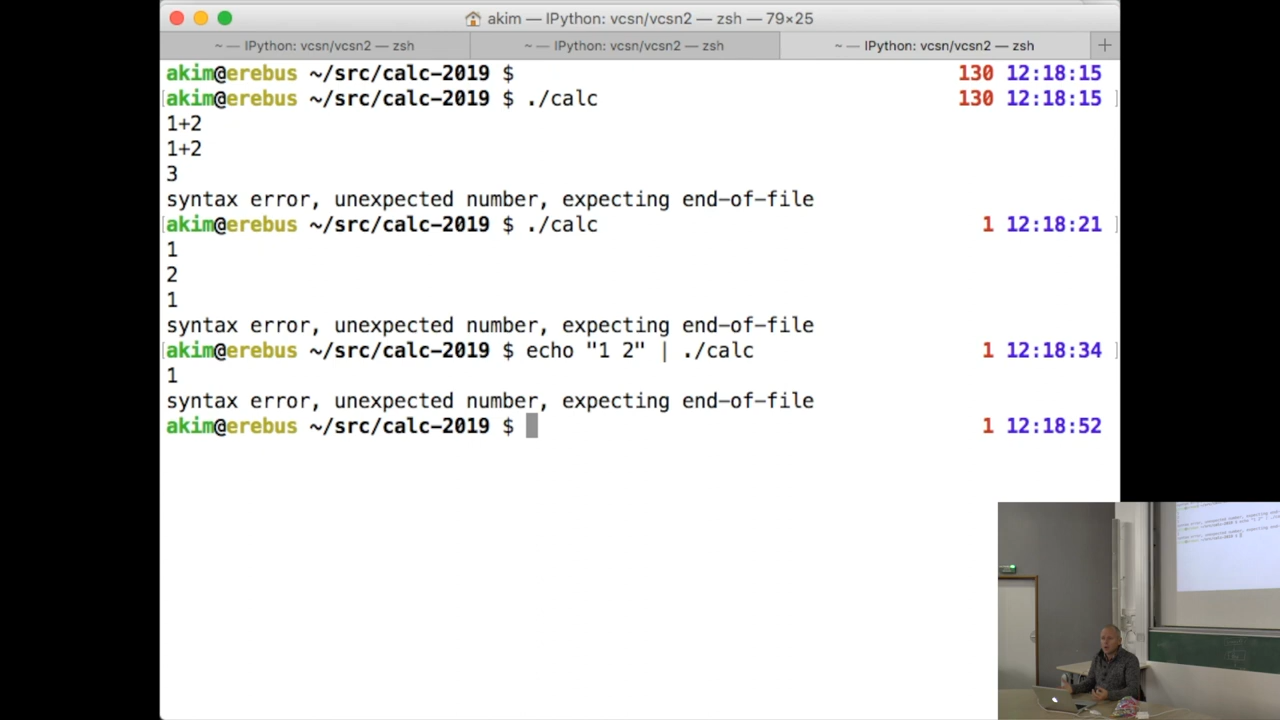 akim — IPython: vcsn/vcsn2 — zsh — 79×25
~ — IPython: vcsn/vcsn2 — zsh ~ — IPython: vcsn/vcsn2 — zsh ~ — IPython: vcsn/vcsn2 — zsh +
akim@erebus ~/src/calc-2019 $ 130 12:18:15
akim@erebus ~/src/calc-2019 $ ./calc 130 12:18:15
1+2
1+2
3
syntax error, unexpected number, expecting end-of-file
akim@erebus ~/src/calc-2019 $ ./calc 1 12:18:21
1
2
1
syntax error, unexpected number, expecting end-of-file
akim@erebus ~/src/calc-2019 $ echo "1 2" | ./calc 1 12:18:34
1
syntax error, unexpected number, expecting end-of-file
akim@erebus ~/src/calc-2019 $ 1 12:18:52